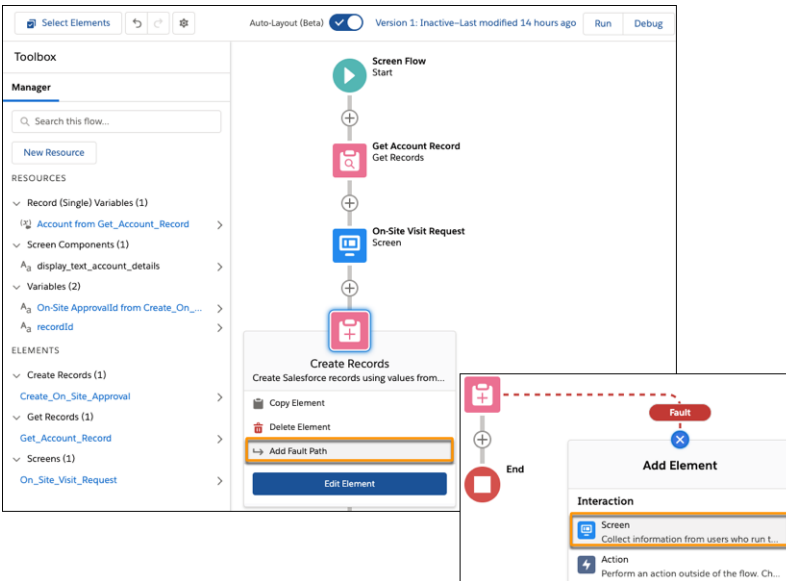 Select Elements
Auto-Layout (Beta)
Version 1: Inactive–Last modified 14 hours ago
Run
Debug
Toolbox
Manager
Search this flow...
New Resource
RESOURCES
Record (Single) Variables (1)
Account from Get_Account_Record
Screen Components (1)
display_text_account_details
Variables (2)
On-Site ApprovalId from Create_On_...
recordId
ELEMENTS
Create Records (1)
Create_On_Site_Approval
Get Records (1)
Get_Account_Record
Screens (1)
On_Site_Visit_Request
Screen Flow
Start
Get Account Record
Get Records
On-Site Visit Request
Screen
Create Records
Create Salesforce records using values from...
Copy Element
Delete Element
Add Fault Path
Edit Element
Fault
End
Add Element
Interaction
Screen
Collect information from users who run t...
Action
Perform an action outside of the flow. Ch...